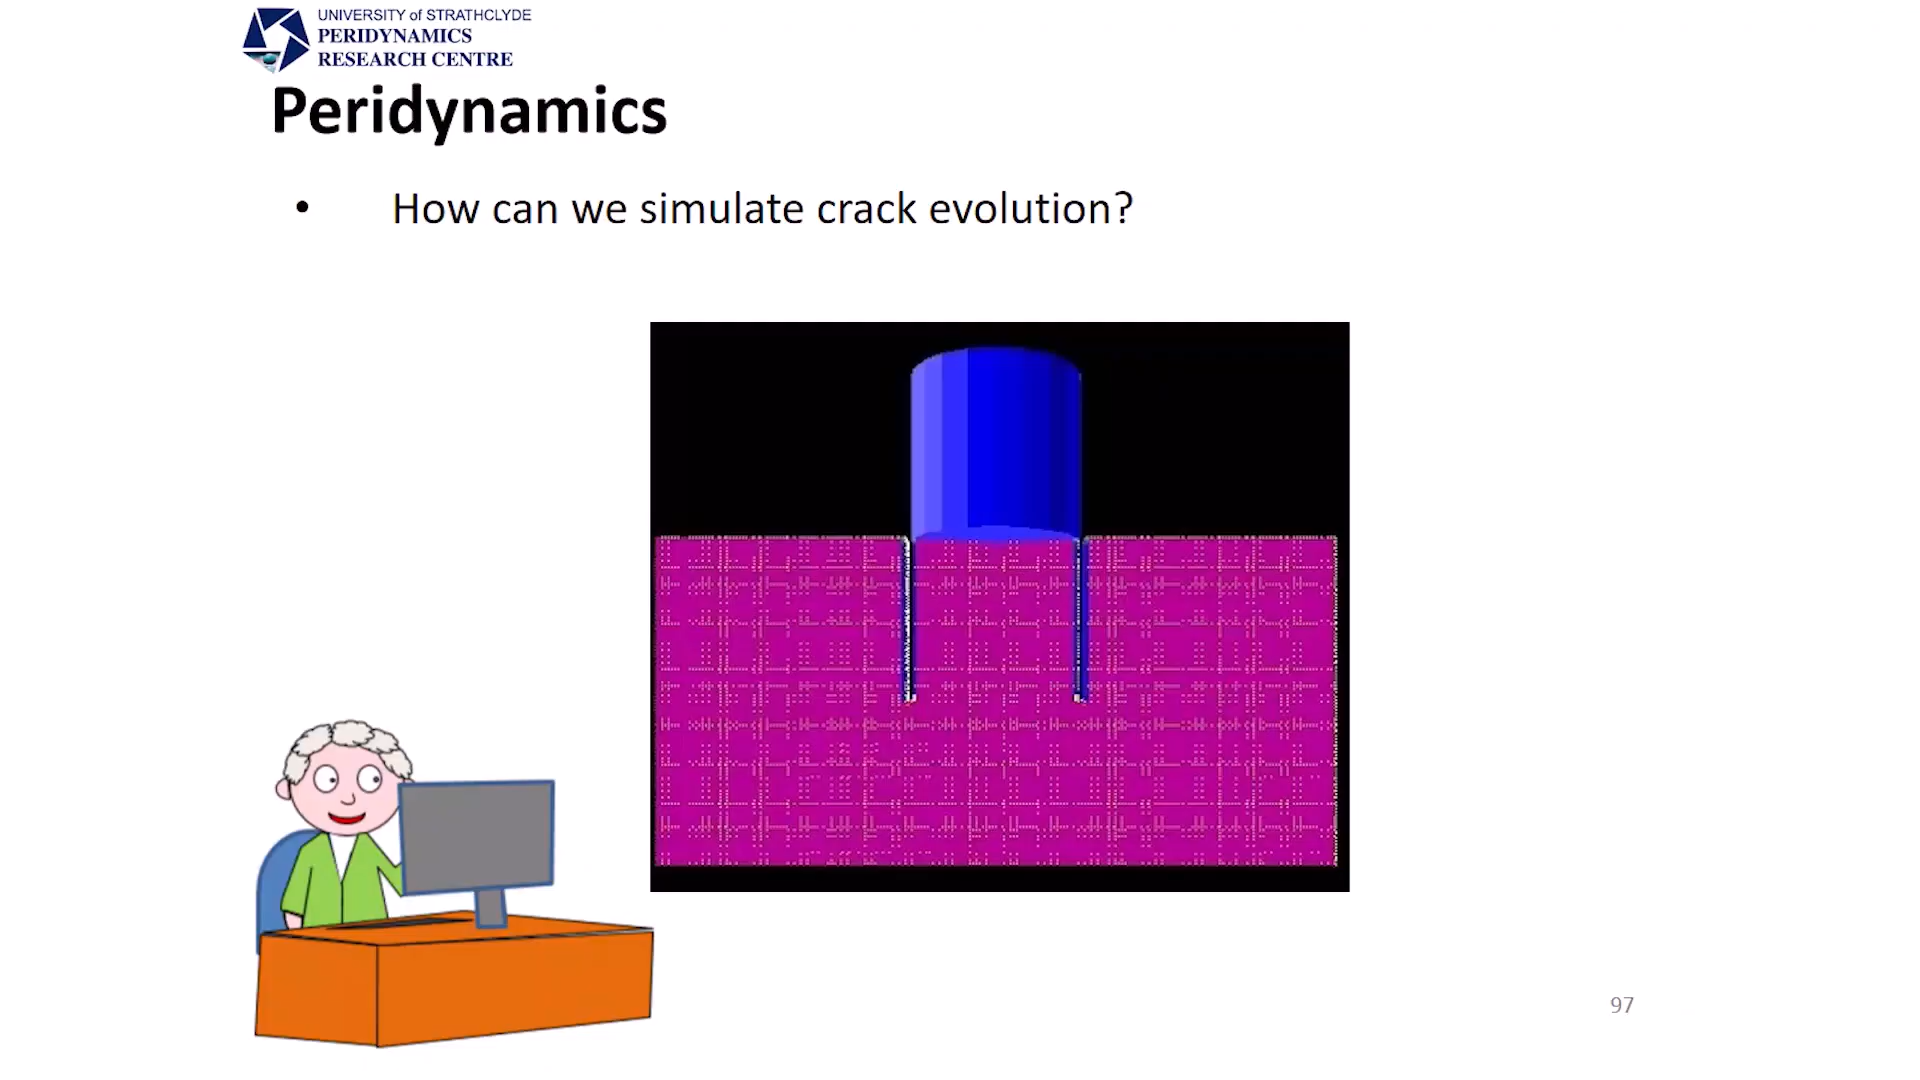 UNIVERSITY of STRATHCLYDE
PERIDYNAMICS
RESEARCH CENTRE
Peridynamics
• How can we simulate crack evolution?
97